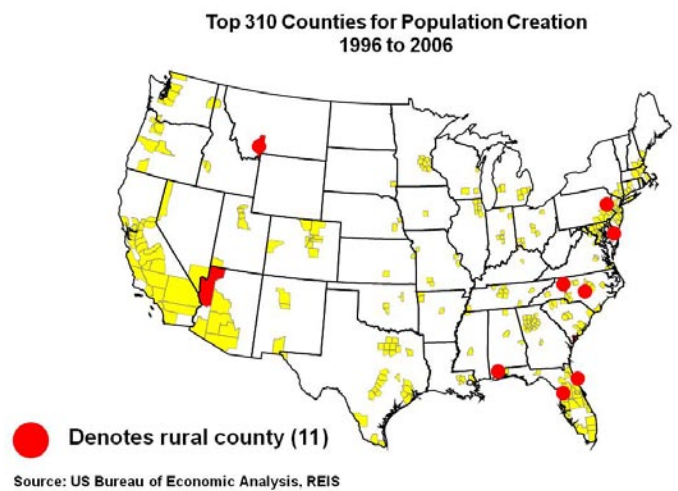 Top 310 Counties for Population Creation
1996 to 2006
Denotes rural county (11)
Source: US Bureau of Economic Analysis, REIS